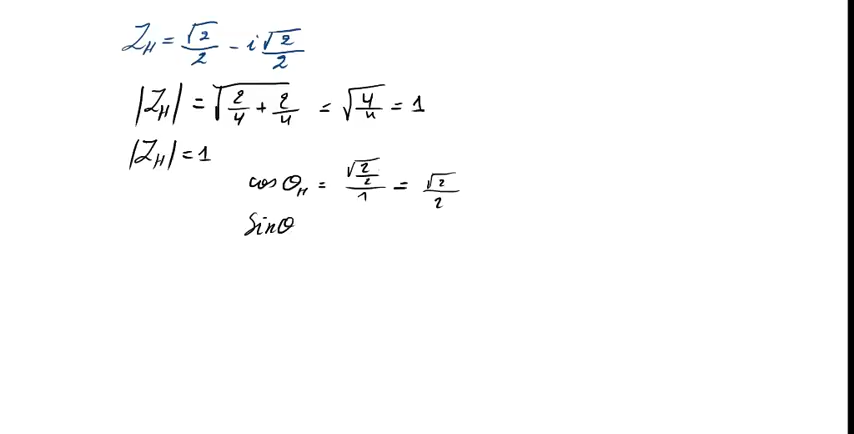 Z_H = √2/2 - i √2/2
|Z_H| = √(2/4 + 2/4) = √(4/4) = 1
|Z_H| = 1
cos θ_H = (√2/2)/1 = √2/2
Sinθ